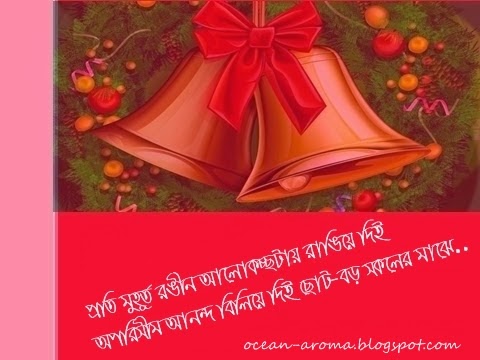 প্রতি মুহূর্ত রঙীন আলোকচ্ছটায় রাঙিয়ে দিই
অপরিসীম আনন্দ বিলিয়ে দিই ছোট-বড় সকলের মাঝে..
ocean-aroma.blogspot.com